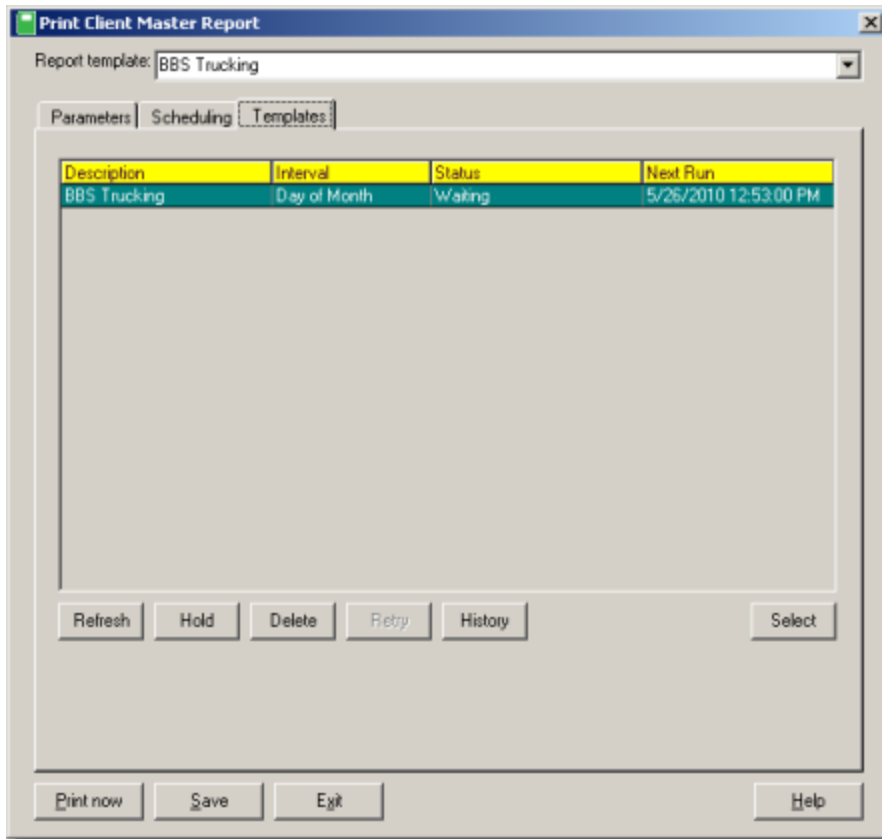 Print Client Master Report
Report template: BBS Trucking
Parameters Scheduling Templates
Description Interval Status Next Run
BBS Trucking Day of Month Waiting 5/26/2010 12:53:00 PM
Refresh Hold Delete Retry History Select
Print now Save Exit Help